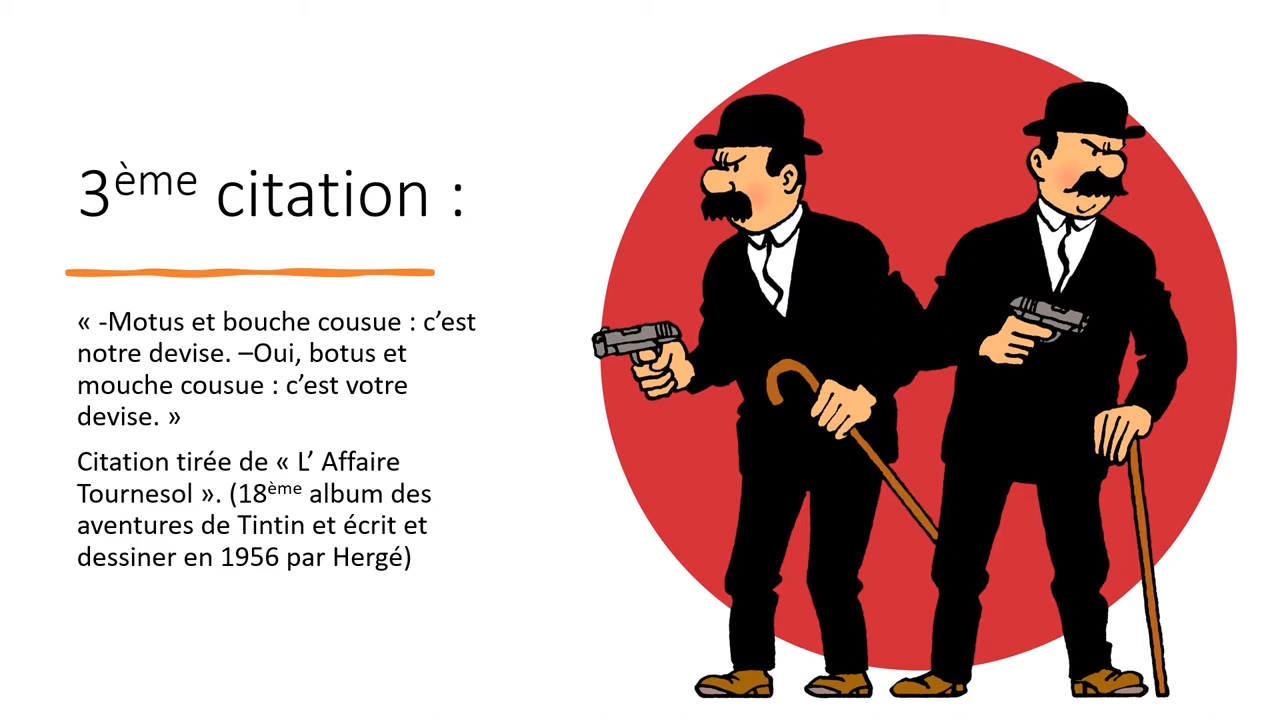 3ème citation :
« -Motus et bouche cousue : c’est
notre devise. –Oui, botus et
mouche cousue : c’est votre
devise. »
Citation tirée de « L’ Affaire
Tournesol ». (18ème album des
aventures de Tintin et écrit et
dessiner en 1956 par Hergé)